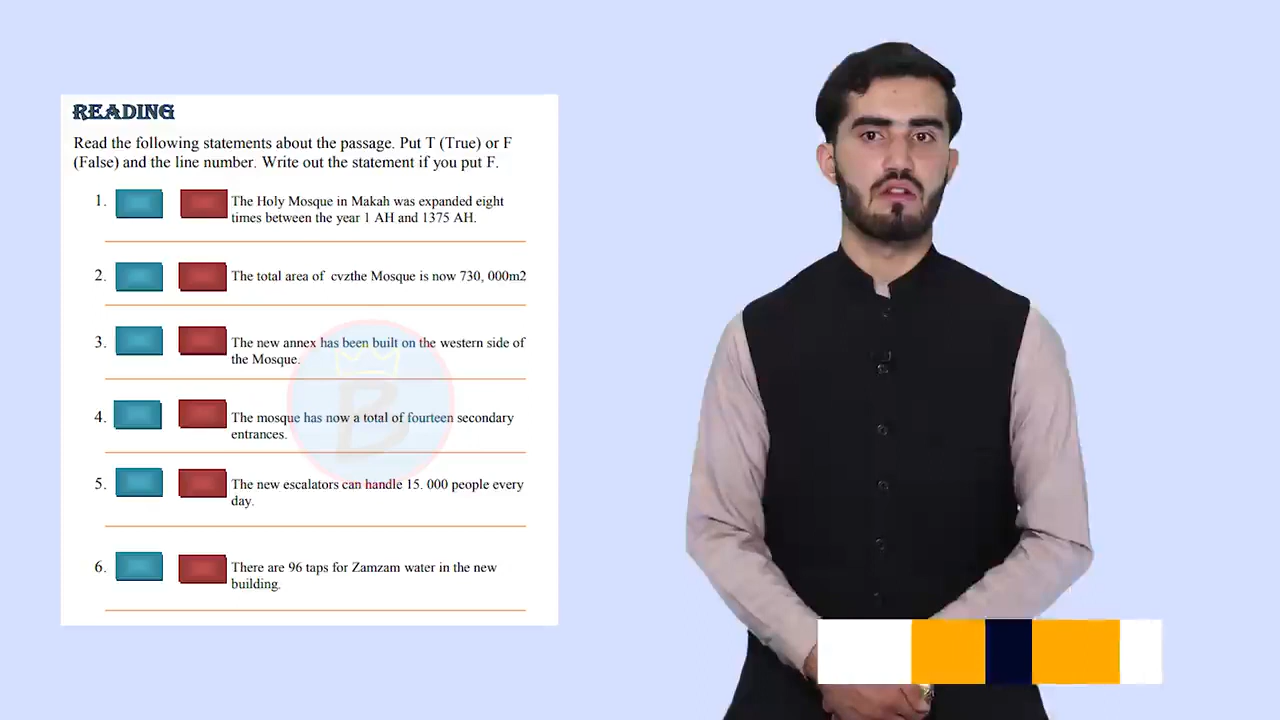 READING
Read the following statements about the passage. Put T (True) or F
(False) and the line number. Write out the statement if you put F.
1. The Holy Mosque in Makah was expanded eight
times between the year 1 AH and 1375 AH.
2. The total area of cvzthe Mosque is now 730, 000m2
3. The new annex has been built on the western side of
the Mosque.
4. The mosque has now a total of fourteen secondary
entrances.
5. The new escalators can handle 15. 000 people every
day.
6. There are 96 taps for Zamzam water in the new
building.
B